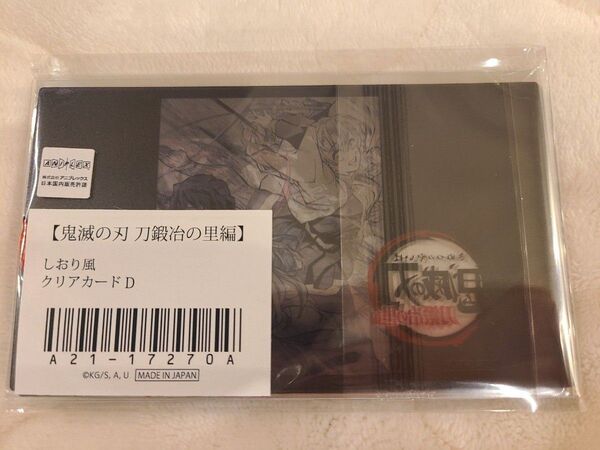 ANIPLEX
株式会社アニプレックス
日本国内販売許諾
【鬼滅の刃 刀鍛冶の里編】
しおり風
クリアカード D
A21-17270A
©KG/S, A, U MADE IN JAPAN